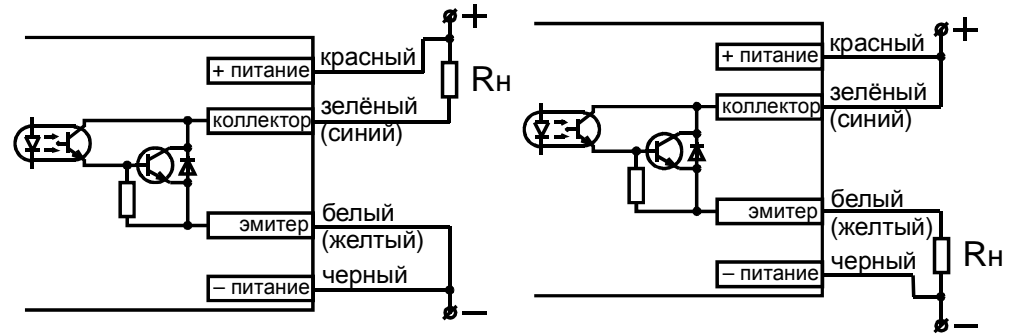 +
красный
+ питание
Rн
зелёный
коллектор
(синий)
белый
эмитер
(желтый)
черный
– питание
–
+
красный
+ питание
зелёный
коллектор
(синий)
белый
эмитер
(желтый)
Rн
черный
– питание
–